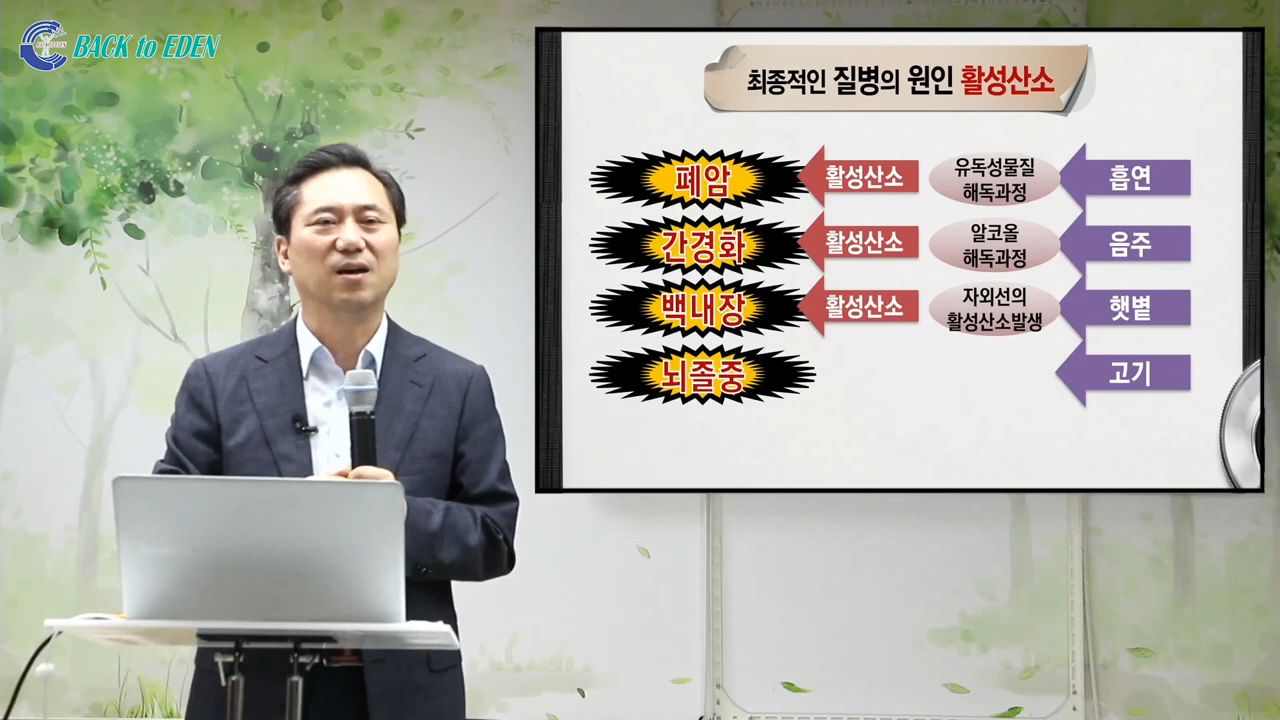 BACK to EDEN
최종적인 질병의 원인 활성산소
폐암
활성산소
유독성물질
해독과정
흡연
간경화
활성산소
알코올
해독과정
음주
백내장
활성산소
자외선의
활성산소발생
햇볕
뇌졸중
고기